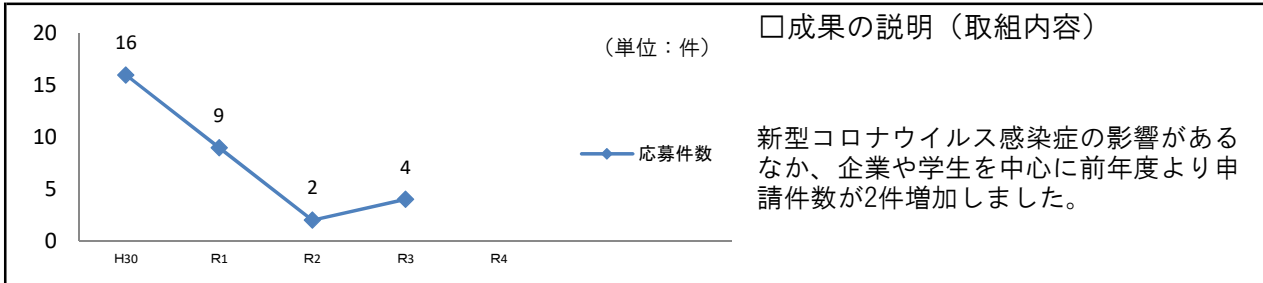 20
15
10
5
0
16
9
2
4
H30
R1
R2
R3
R4
（単位：件）
応募件数
□成果の説明（取組内容）
新型コロナウイルス感染症の影響がある
なか、企業や学生を中心に前年度より申
請件数が2件増加しました。